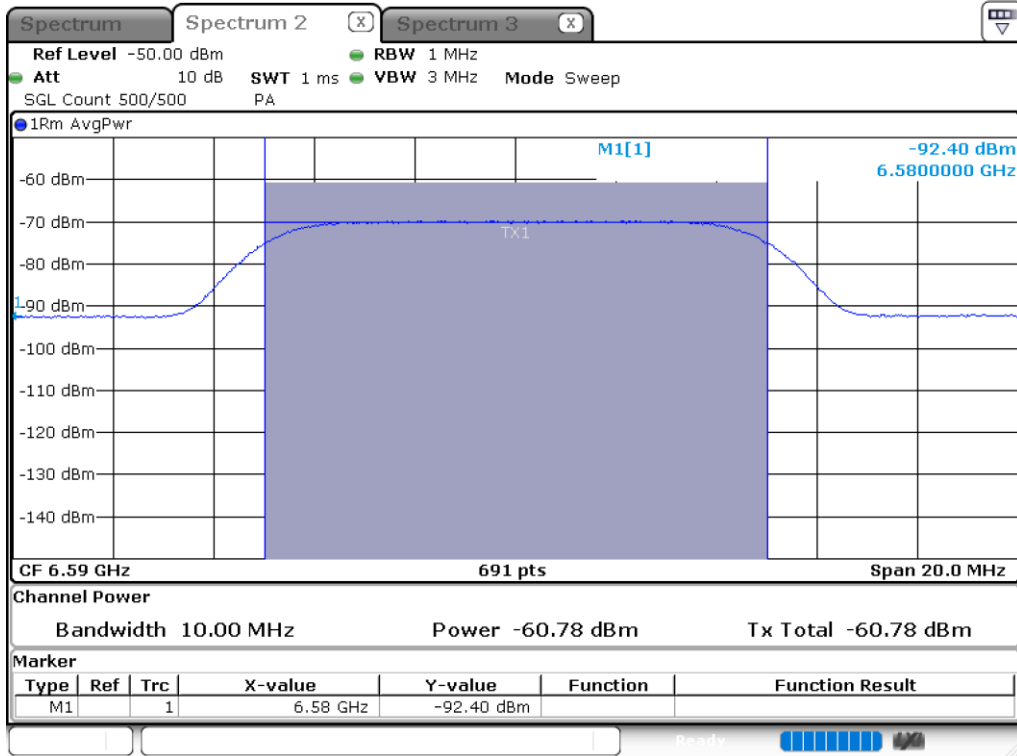 Spectrum Spectrum 2 X Spectrum 3 X
Ref Level -50.00 dBm RBW 1 MHz
Att 10 dB SWT 1 ms VBW 3 MHz Mode Sweep
SGL Count 500/500 PA
1Rm AvgPwr
M1[1] -92.40 dBm
6.5800000 GHz
-60 dBm
-70 dBm
TX1
-80 dBm
1
-90 dBm
-100 dBm
-110 dBm
-120 dBm
-130 dBm
-140 dBm
CF 6.59 GHz 691 pts Span 20.0 MHz
Channel Power
Bandwidth 10.00 MHz Power -60.78 dBm Tx Total -60.78 dBm
Marker
Type Ref Trc X-value Y-value Function Function Result
M1 1 6.58 GHz -92.40 dBm
Ready